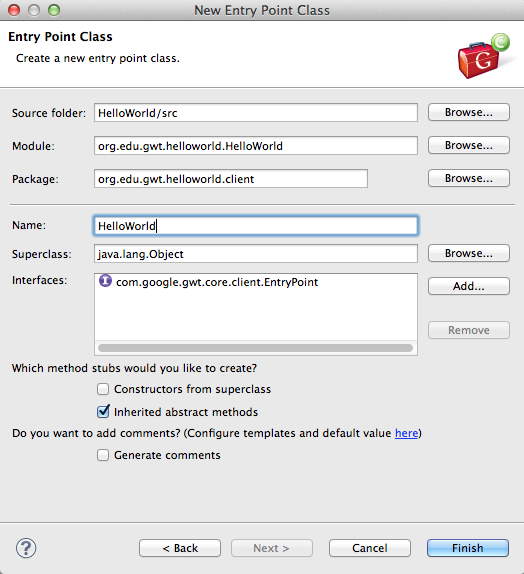 New Entry Point Class
Entry Point Class
Create a new entry point class.
G
C
Source folder: HelloWorld/src Browse...
Module: org.edu.gwt.helloworld.HelloWorld Browse...
Package: org.edu.gwt.helloworld.client Browse...
Name: HelloWorld
Superclass: java.lang.Object Browse...
Interfaces: I com.google.gwt.core.client.EntryPoint Add...
Remove
Which method stubs would you like to create?
Constructors from superclass
Inherited abstract methods
Do you want to add comments? (Configure templates and default value here)
Generate comments
? < Back Next > Cancel Finish